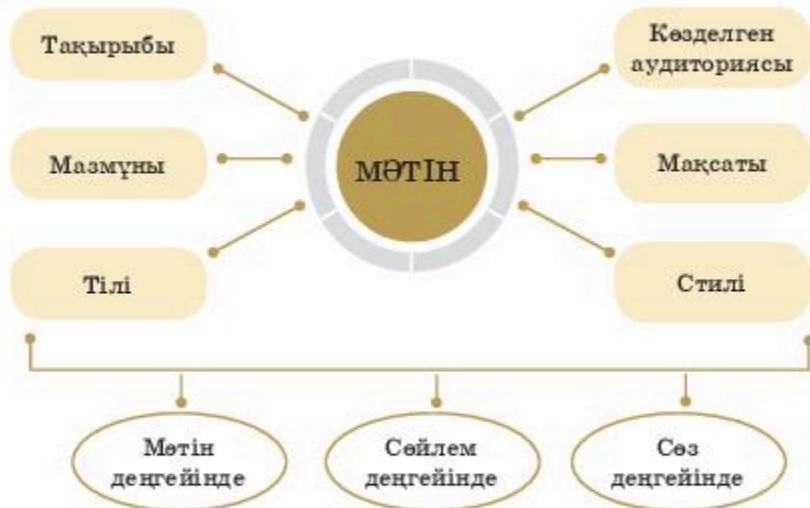 Тақырыбы
Мазмұны
Тілі
МӘТІН
Көзделген
аудиториясы
Мақсаты
Стилі
Мәтін
деңгейінде
Сөйлем
деңгейінде
Сөз
деңгейінде